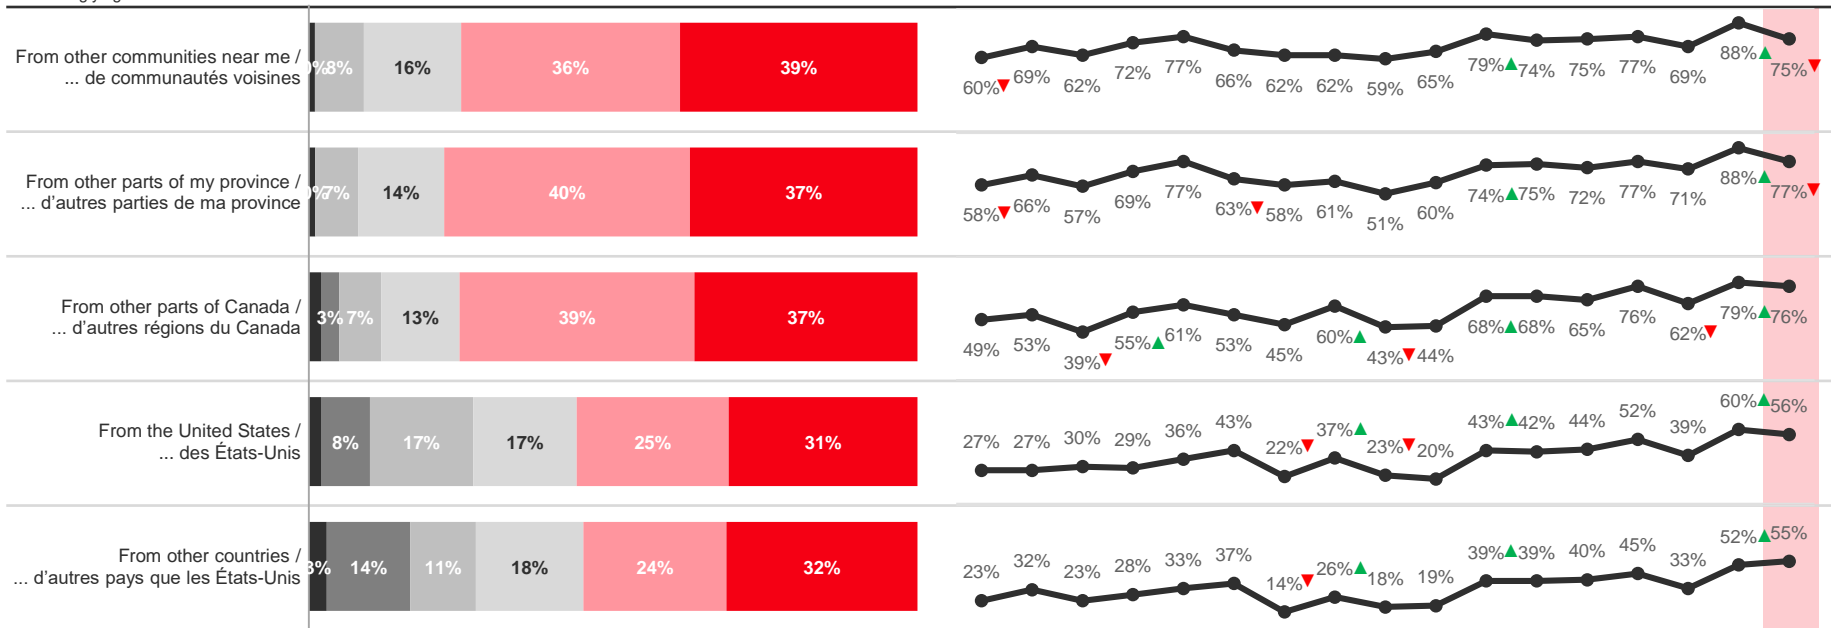 From other communities near me /
... de communautés voisines
8% 16% 36% 39%
60% 69% 62% 72% 77% 66% 62% 62% 59% 65% 79% 74% 75% 77% 69% 88% 75%
From other parts of my province /
... d'autres parties de ma province
7% 14% 40% 37%
58% 66% 57% 69% 77% 63% 58% 61% 51% 60% 74% 75% 72% 77% 71% 88% 77%
From other parts of Canada /
... d'autres régions du Canada
3% 7% 13% 39% 37%
49% 53% 39% 55% 61% 53% 45% 60% 43% 44% 68% 68% 65% 76% 62% 79% 76%
From the United States /
... des États-Unis
8% 17% 17% 25% 31%
27% 27% 30% 29% 36% 43% 22% 37% 23% 20% 43% 42% 44% 52% 39% 60% 56%
From other countries /
... d'autres pays que les États-Unis
3% 14% 11% 18% 24% 32%
23% 32% 23% 28% 33% 37% 14% 26% 18% 19% 39% 39% 40% 45% 33% 52% 55%